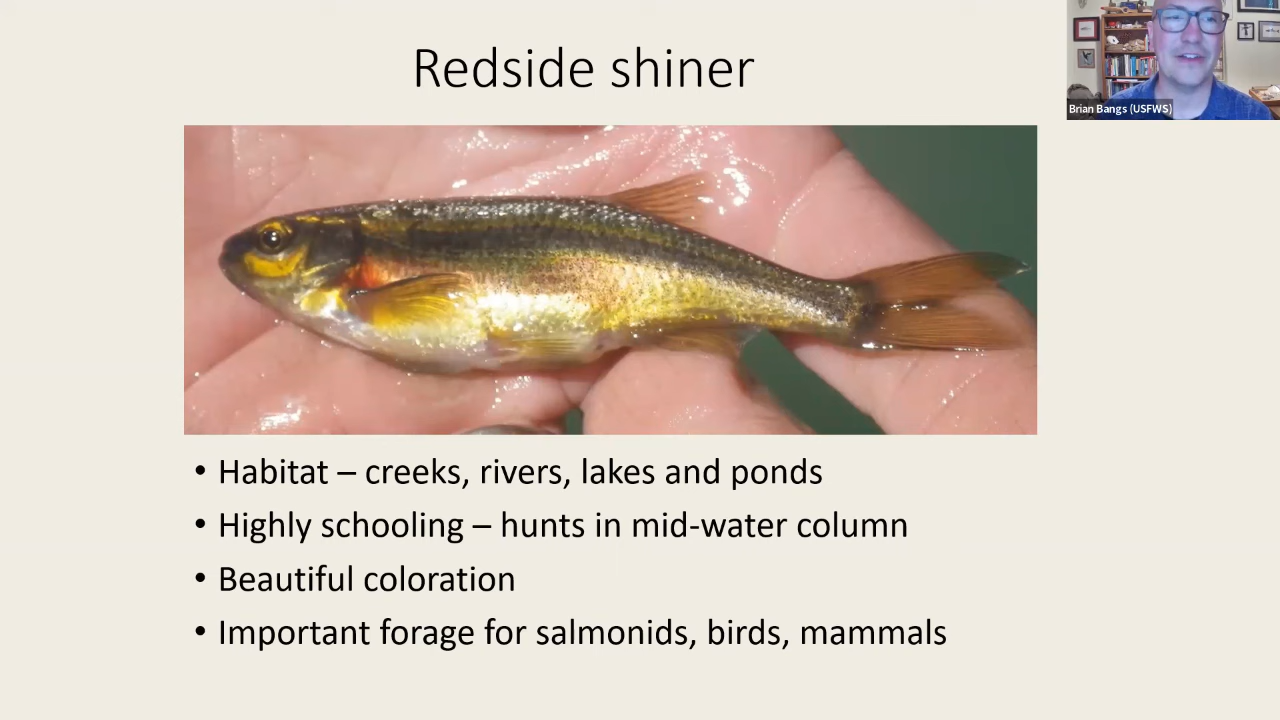 Redside shiner
Brian Bangs (USFWS)
• Habitat – creeks, rivers, lakes and ponds
• Highly schooling – hunts in mid-water column
• Beautiful coloration
• Important forage for salmonids, birds, mammals